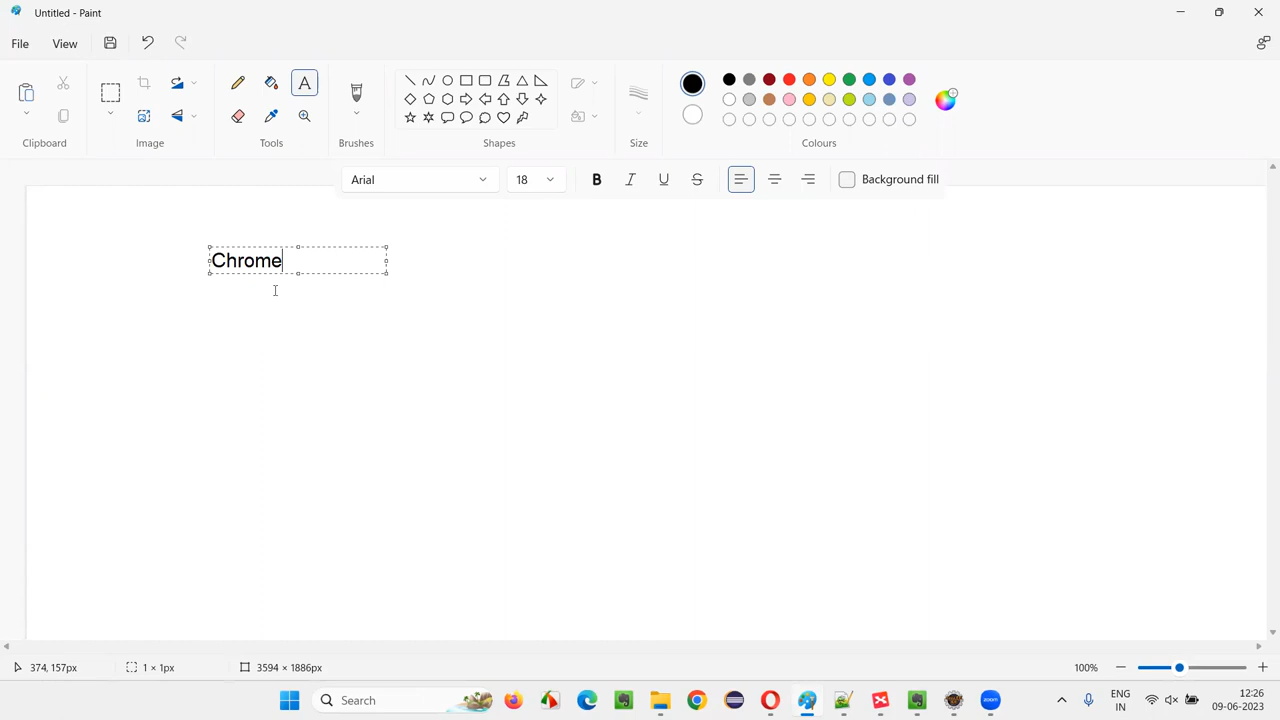 Untitled - Paint
File View
Clipboard Image Tools Brushes Shapes Size Colours
Arial 18 B I U A Background fill
Chrome
374, 157px 1 × 1px 3594 × 1886px 100%
Search
ENG
IN
12:26
09-06-2023
zoom